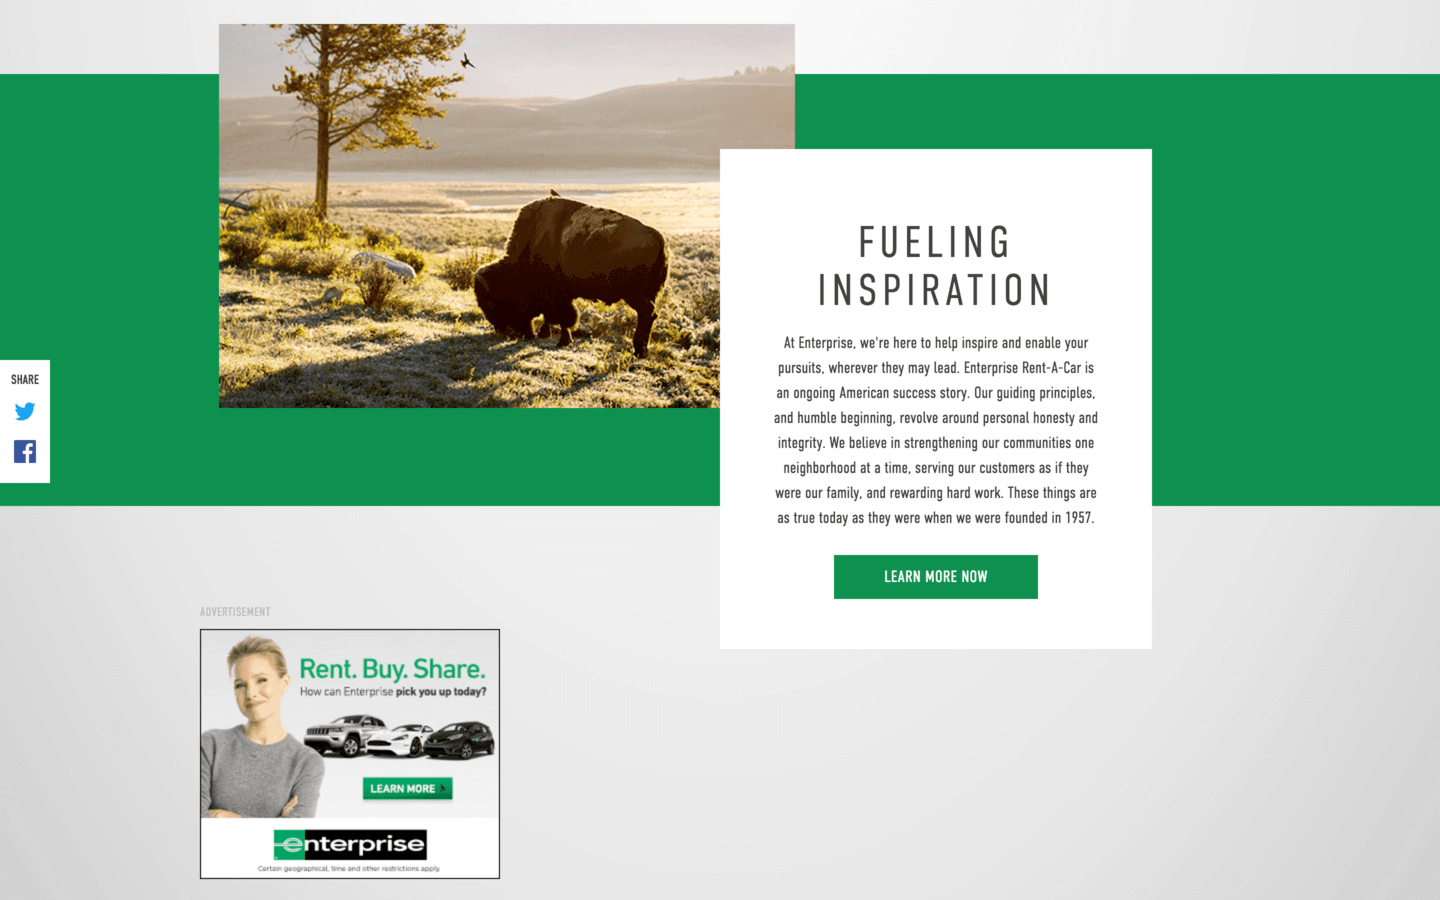 FUELING
INSPIRATION
At Enterprise, we're here to help inspire and enable your
pursuits, wherever they may lead. Enterprise Rent-A-Car is
an ongoing American success story. Our guiding principles,
and humble beginning, revolve around personal honesty and
integrity. We believe in strengthening our communities one
neighborhood at a time, serving our customers as if they
were our family, and rewarding hard work. These things are
as true today as they were when we were founded in 1957.
LEARN MORE NOW
SHARE
ADVERTISEMENT
Rent. Buy. Share.
How can Enterprise pick you up today?
LEARN MORE
enterprise
Certain geographical, time and other restrictions apply.